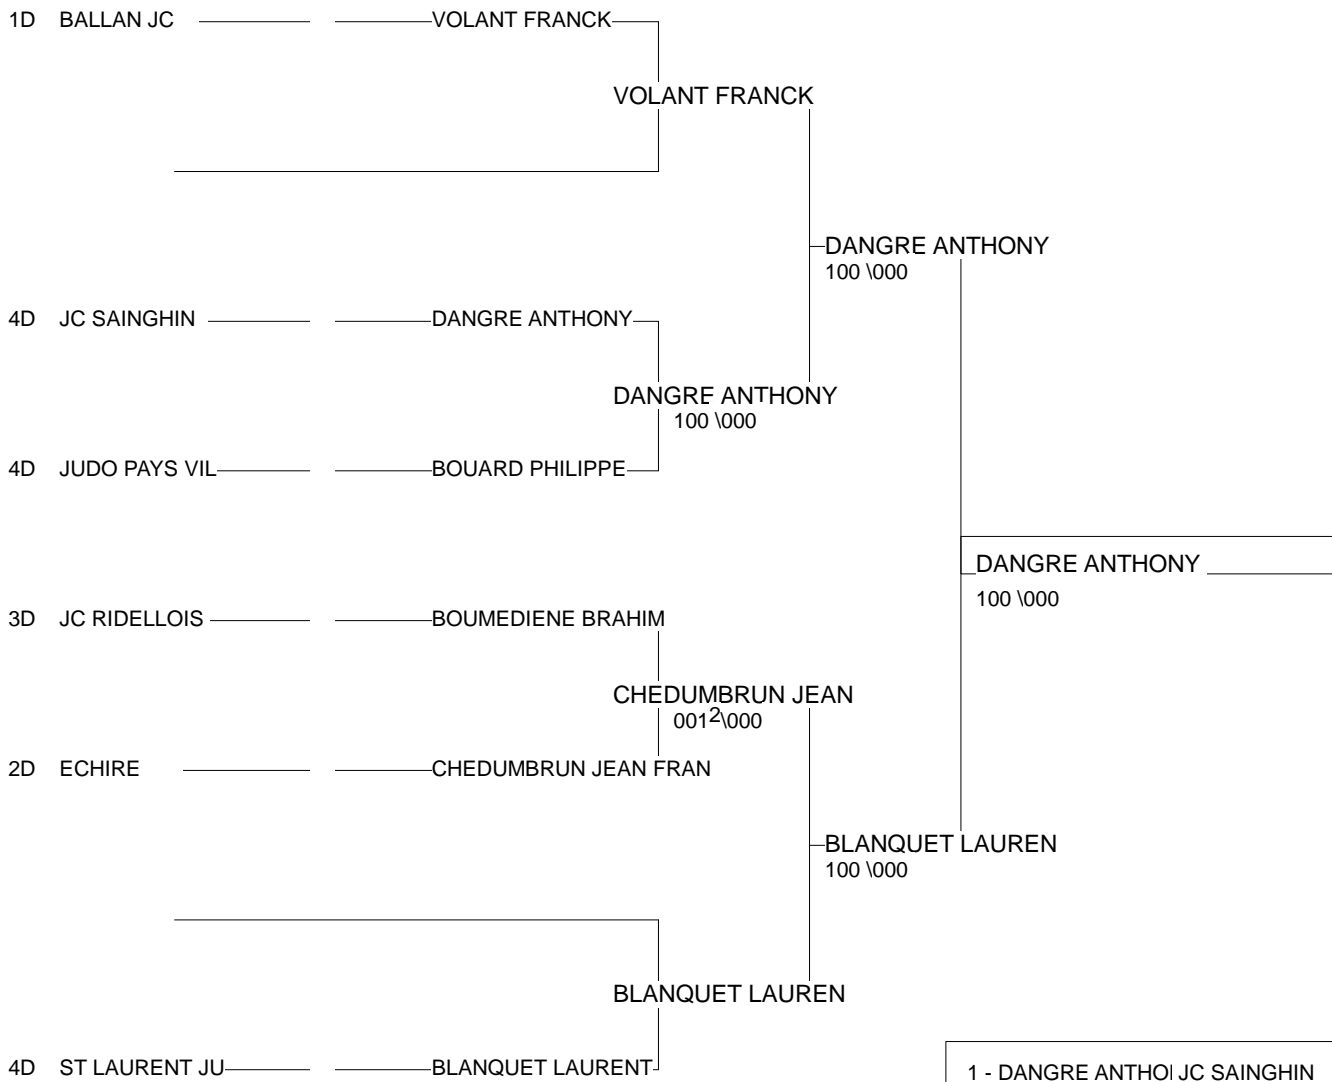 1D BALLAN JC VOLANT FRANCK
VOLANT FRANCK
DANGRE ANTHONY
100 \000
4D JC SAINGHIN DANGRE ANTHONY
DANGRE ANTHONY
100 \000
4D JUDO PAYS VIL BOUARD PHILIPPE
DANGRE ANTHONY
100 \000
3D JC RIDELLOIS BOUMEDIENE BRAHIM
CHEDUMBRUN JEAN
0012\000
2D ECHIRE CHEDUMBRUN JEAN FRAN
BLANQUET LAUREN
100 \000
BLANQUET LAUREN
4D ST LAURENT JU BLANQUET LAURENT
1 - DANGRE ANTHO JC SAINGHIN